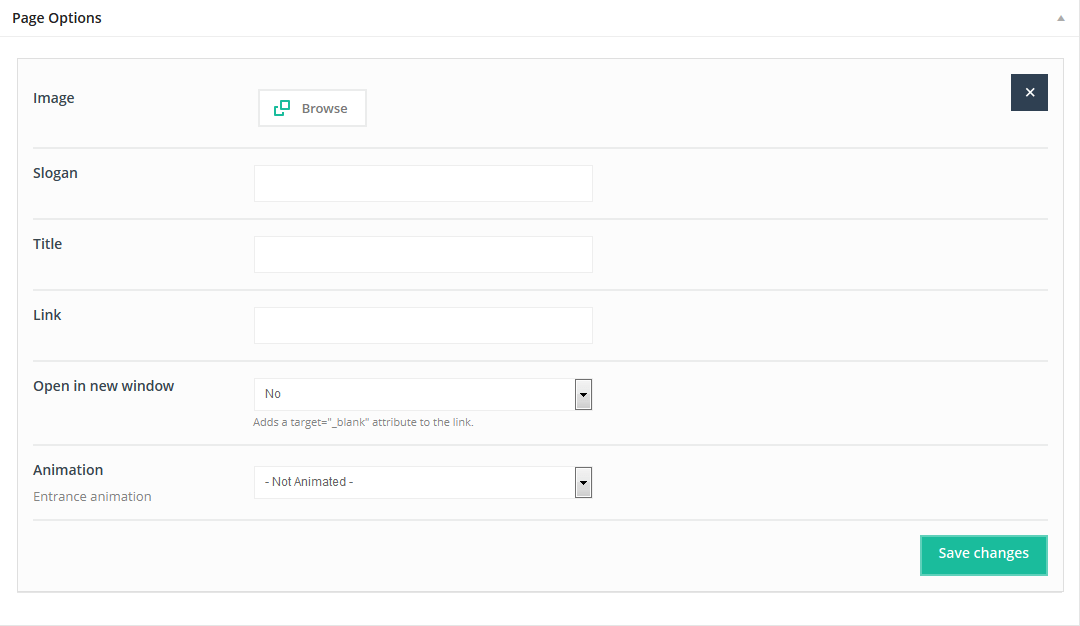 Page Options
Image
Browse
Slogan
Title
Link
Open in new window
No
Adds a target="_blank" attribute to the link.
Animation
- Not Animated -
Entrance animation
Save changes